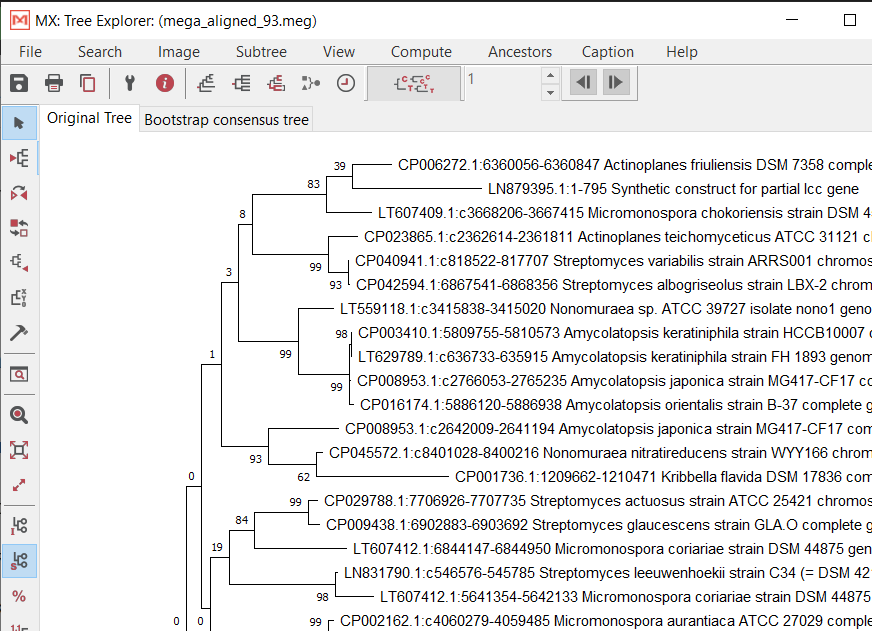 MX: Tree Explorer: (mega_aligned_93.meg)
File Search Image Subtree View Compute Ancestors Caption Help
1
Original Tree Bootstrap consensus tree
39 CP006272.1:6360056-6360847 Actinoplanes friuliensis DSM 7358 comple
83 LN879395.1:1-795 Synthetic construct for partial lcc gene
8 LT607409.1:c3668206-3667415 Micromonospora chokoriensis strain DSM 4
CP023865.1:c2362614-2361811 Actinoplanes teichomyceticus ATCC 31121 cl
99 CP040941.1:c818522-817707 Streptomyces variabilis strain ARRS001 chromos
3 93 CP042594.1:6867541-6868356 Streptomyces albogriseolus strain LBX-2 chrom
LT559118.1:c3415838-3415020 Nonomuraea sp. ATCC 39727 isolate nono1 geno
98 CP003410.1:5809755-5810573 Amycolatopsis keratiniphila strain HCCB10007 c
1 99 LT629789.1:c636733-635915 Amycolatopsis keratiniphila strain FH 1893 genom
99 CP008953.1:c2766053-2765235 Amycolatopsis japonica strain MG417-CF17 co
CP016174.1:5886120-5886938 Amycolatopsis orientalis strain B-37 complete g
CP008953.1:c2642009-2641194 Amycolatopsis japonica strain MG417-CF17 com
93 CP045572.1:c8401028-8400216 Nonomuraea nitratireducens strain WYY166 chrom
0 62 CP001736.1:1209662-1210471 Kribbella flavida DSM 17836 com
99 CP029788.1:7706926-7707735 Streptomyces actuosus strain ATCC 25421 chromos
84 CP009438.1:6902883-6903692 Streptomyces glaucescens strain GLA.O complete g
19 LT607412.1:6844147-6844950 Micromonospora coriariae strain DSM 44875 gen
LN831790.1:c546576-545785 Streptomyces leeuwenhoekii strain C34 (= DSM 42
98 LT607412.1:5641354-5642133 Micromonospora coriariae strain DSM 44875
0 0 99 CP002162.1:c4060279-4059485 Micromonospora aurantiaca ATCC 27029 comple